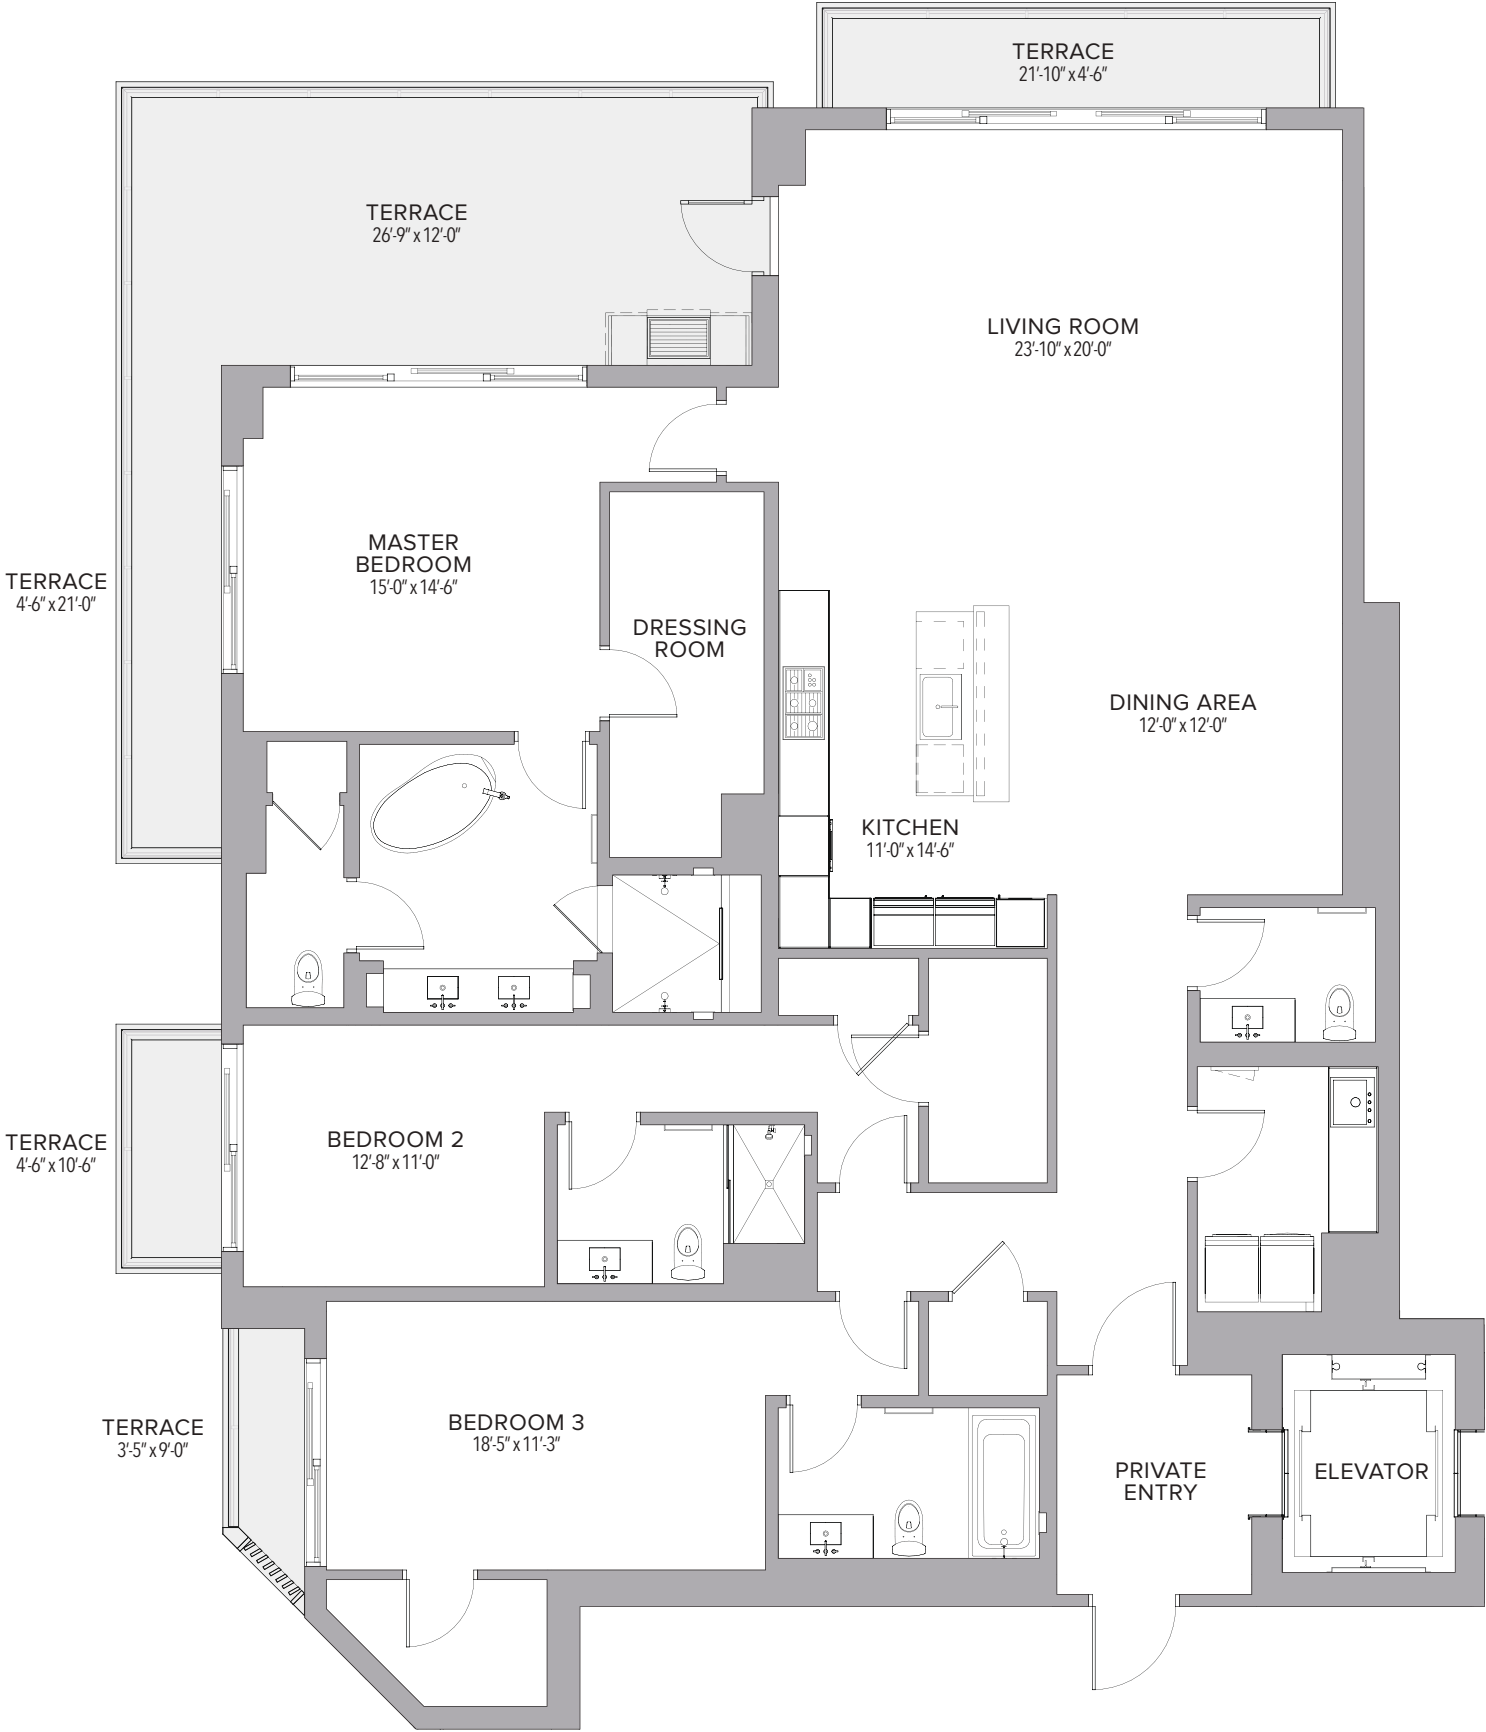 TERRACE
21'-10" x 4'-6"
TERRACE
26'-9" x 12'-0"
LIVING ROOM
23'-10" x 20'-0"
MASTER
BEDROOM
15'-0" x 14'-6"
TERRACE
4'-6" x 21'-0"
DRESSING
ROOM
DINING AREA
12'-0" x 12'-0"
KITCHEN
11'-0" x 14'-6"
TERRACE
4'-6" x 10'-6"
BEDROOM 2
12'-8" x 11'-0"
TERRACE
3'-5" x 9'-0"
BEDROOM 3
18'-5" x 11'-3"
PRIVATE
ENTRY
ELEVATOR